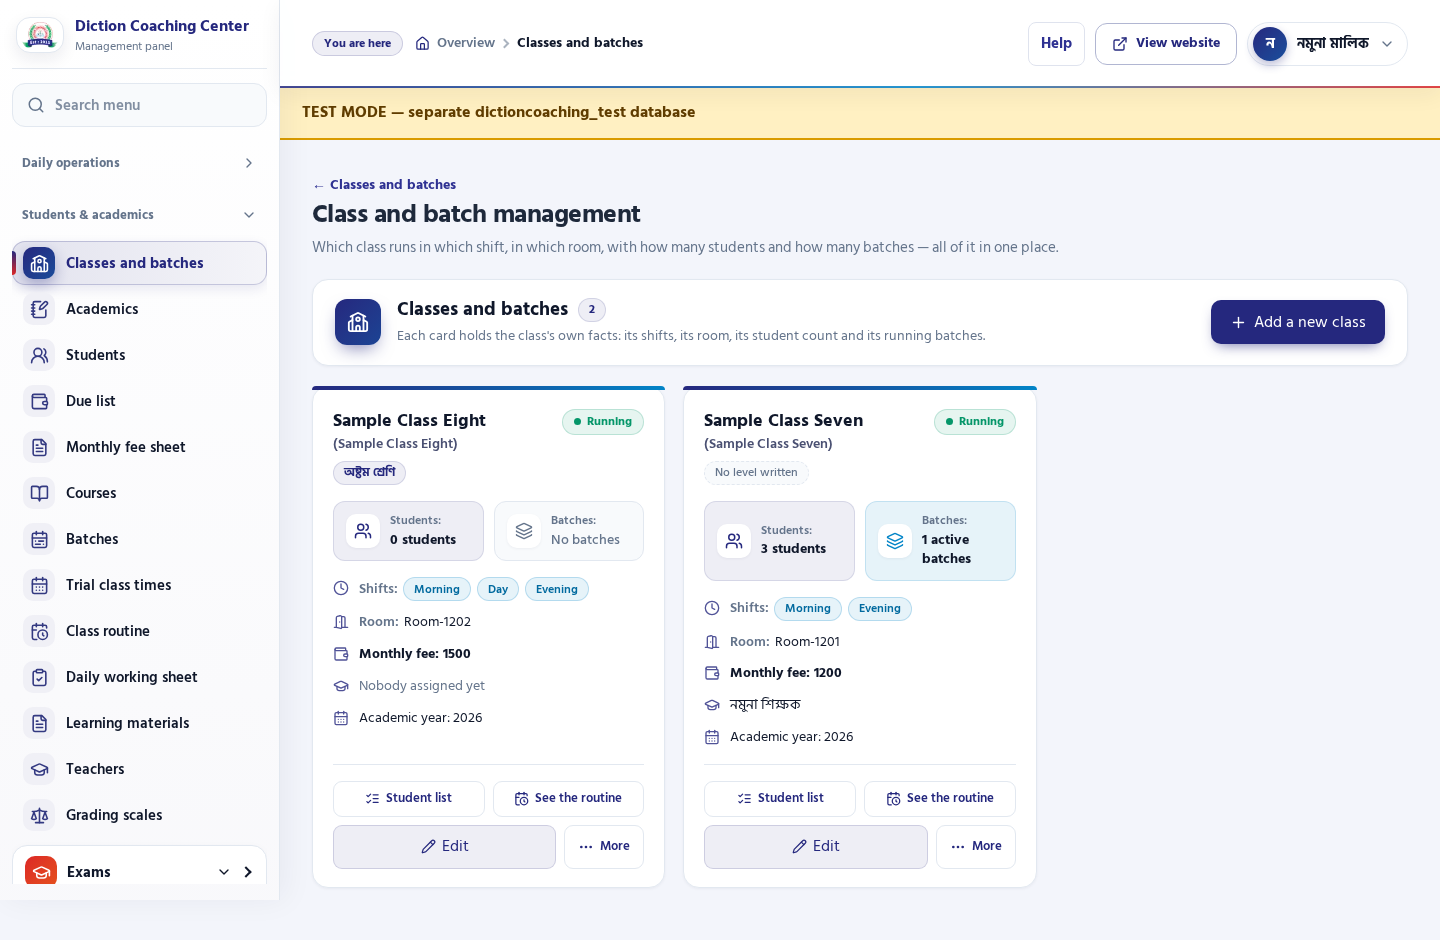 Diction Coaching Center
Management panel
Search menu
Daily operations
Students & academics
Classes and batches
Academics
Students
Due list
Monthly fee sheet
Courses
Batches
Trial class times
Class routine
Daily working sheet
Learning materials
Teachers
Grading scales
Exams
You are here
Overview
Classes and batches
Help
View website
ন
নমুনা মালিক
TEST MODE — separate dictioncoaching_test database
← Classes and batches
Class and batch management
Which class runs in which shift, in which room, with how many students and how many batches — all of it in one place.
Classes and batches 2
Each card holds the class's own facts: its shifts, its room, its student count and its running batches.
+ Add a new class
Sample Class Eight
Running
(Sample Class Eight)
অষ্টম শ্রেণি
Students:
0 students
Batches:
No batches
Shifts: Morning Day Evening
Room: Room-1202
Monthly fee: 1500
Nobody assigned yet
Academic year: 2026
Student list
See the routine
Edit
More
Sample Class Seven
Running
(Sample Class Seven)
No level written
Students:
3 students
Batches:
1 active
batches
Shifts: Morning Evening
Room: Room-1201
Monthly fee: 1200
নমুনা শিক্ষক
Academic year: 2026
Student list
See the routine
Edit
More